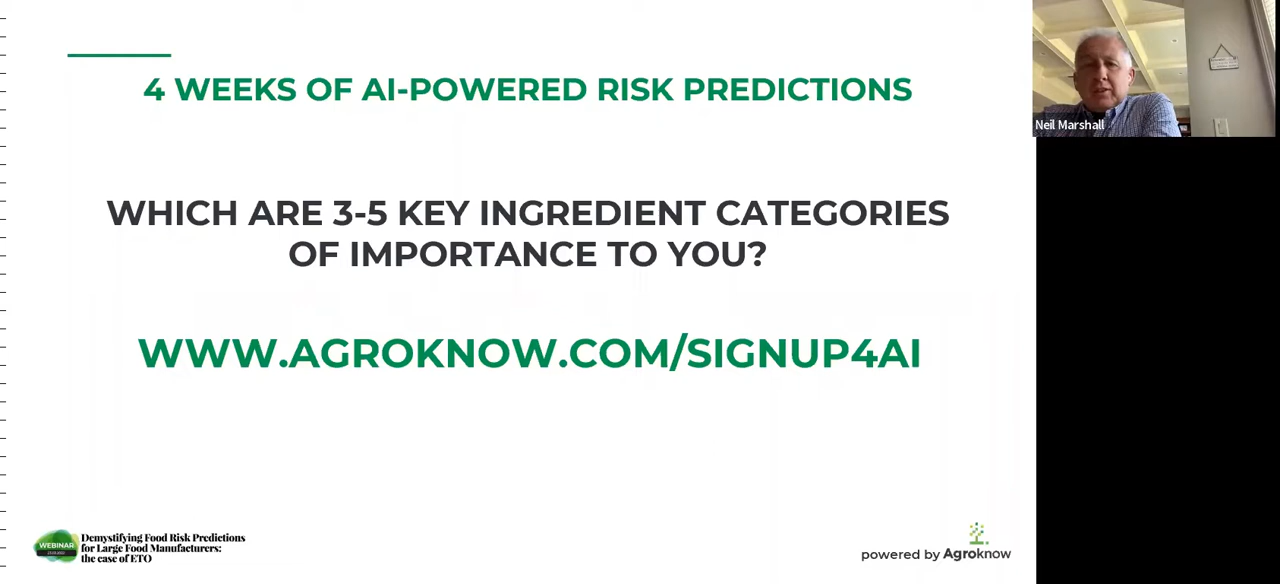 4 WEEKS OF AI-POWERED RISK PREDICTIONS
WHICH ARE 3-5 KEY INGREDIENT CATEGORIES
OF IMPORTANCE TO YOU?
WWW.AGROKNOW.COM/SIGNUP4AI
WEBINAR
Demystifying Food Risk Predictions
for Large Food Manufacturers:
the case of ETO
powered by Agroknow
Neil Marshall